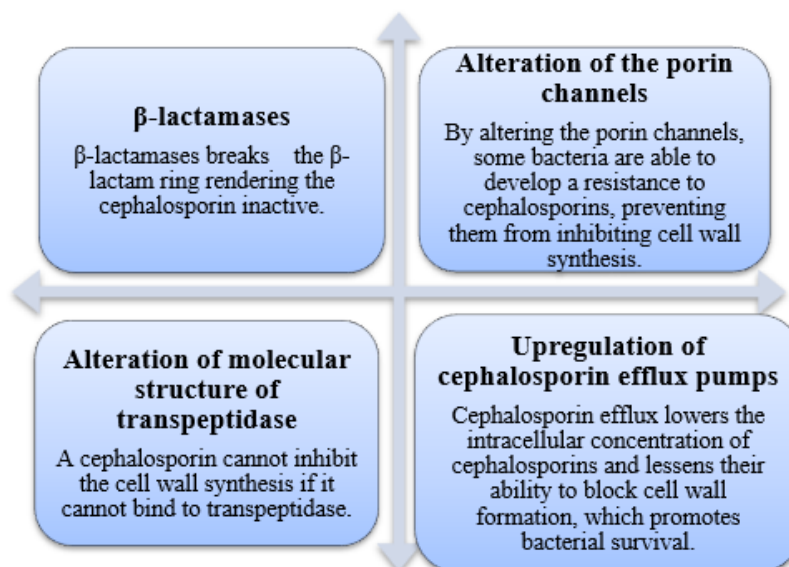 β-lactamases
β-lactamases breaks the β-
lactam ring rendering the
cephalosporin inactive.
Alteration of the porin
channels
By altering the porin channels,
some bacteria are able to
develop a resistance to
cephalosporins, preventing
them from inhibiting cell wall
synthesis.
Alteration of molecular
structure of
transpeptidase
A cephalosporin cannot inhibit
the cell wall synthesis if it
cannot bind to transpeptidase.
Upregulation of
cephalosporin efflux pumps
Cephalosporin efflux lowers the
intracellular concentration of
cephalosporins and lessens their
ability to block cell wall
formation, which promotes
bacterial survival.